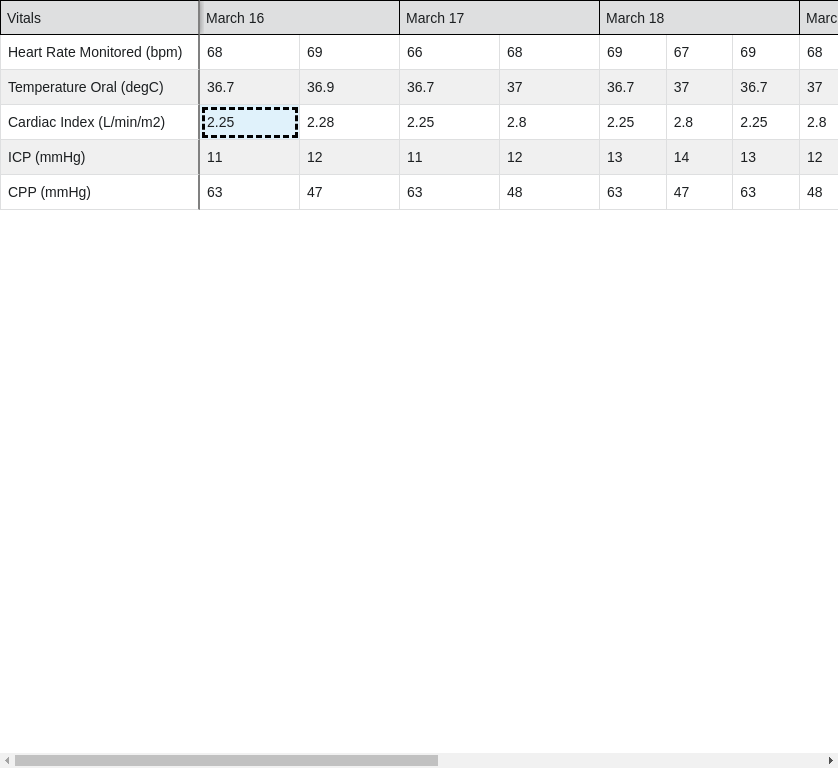 Vitals March 16 March 17 March 18 Marc
Heart Rate Monitored (bpm) 68 69 66 68 69 67 69 68
Temperature Oral (degC) 36.7 36.9 36.7 37 36.7 37 36.7 37
Cardiac Index (L/min/m2) 2.25 2.28 2.25 2.8 2.25 2.8 2.25 2.8
ICP (mmHg) 11 12 11 12 13 14 13 12
CPP (mmHg) 63 47 63 48 63 47 63 48